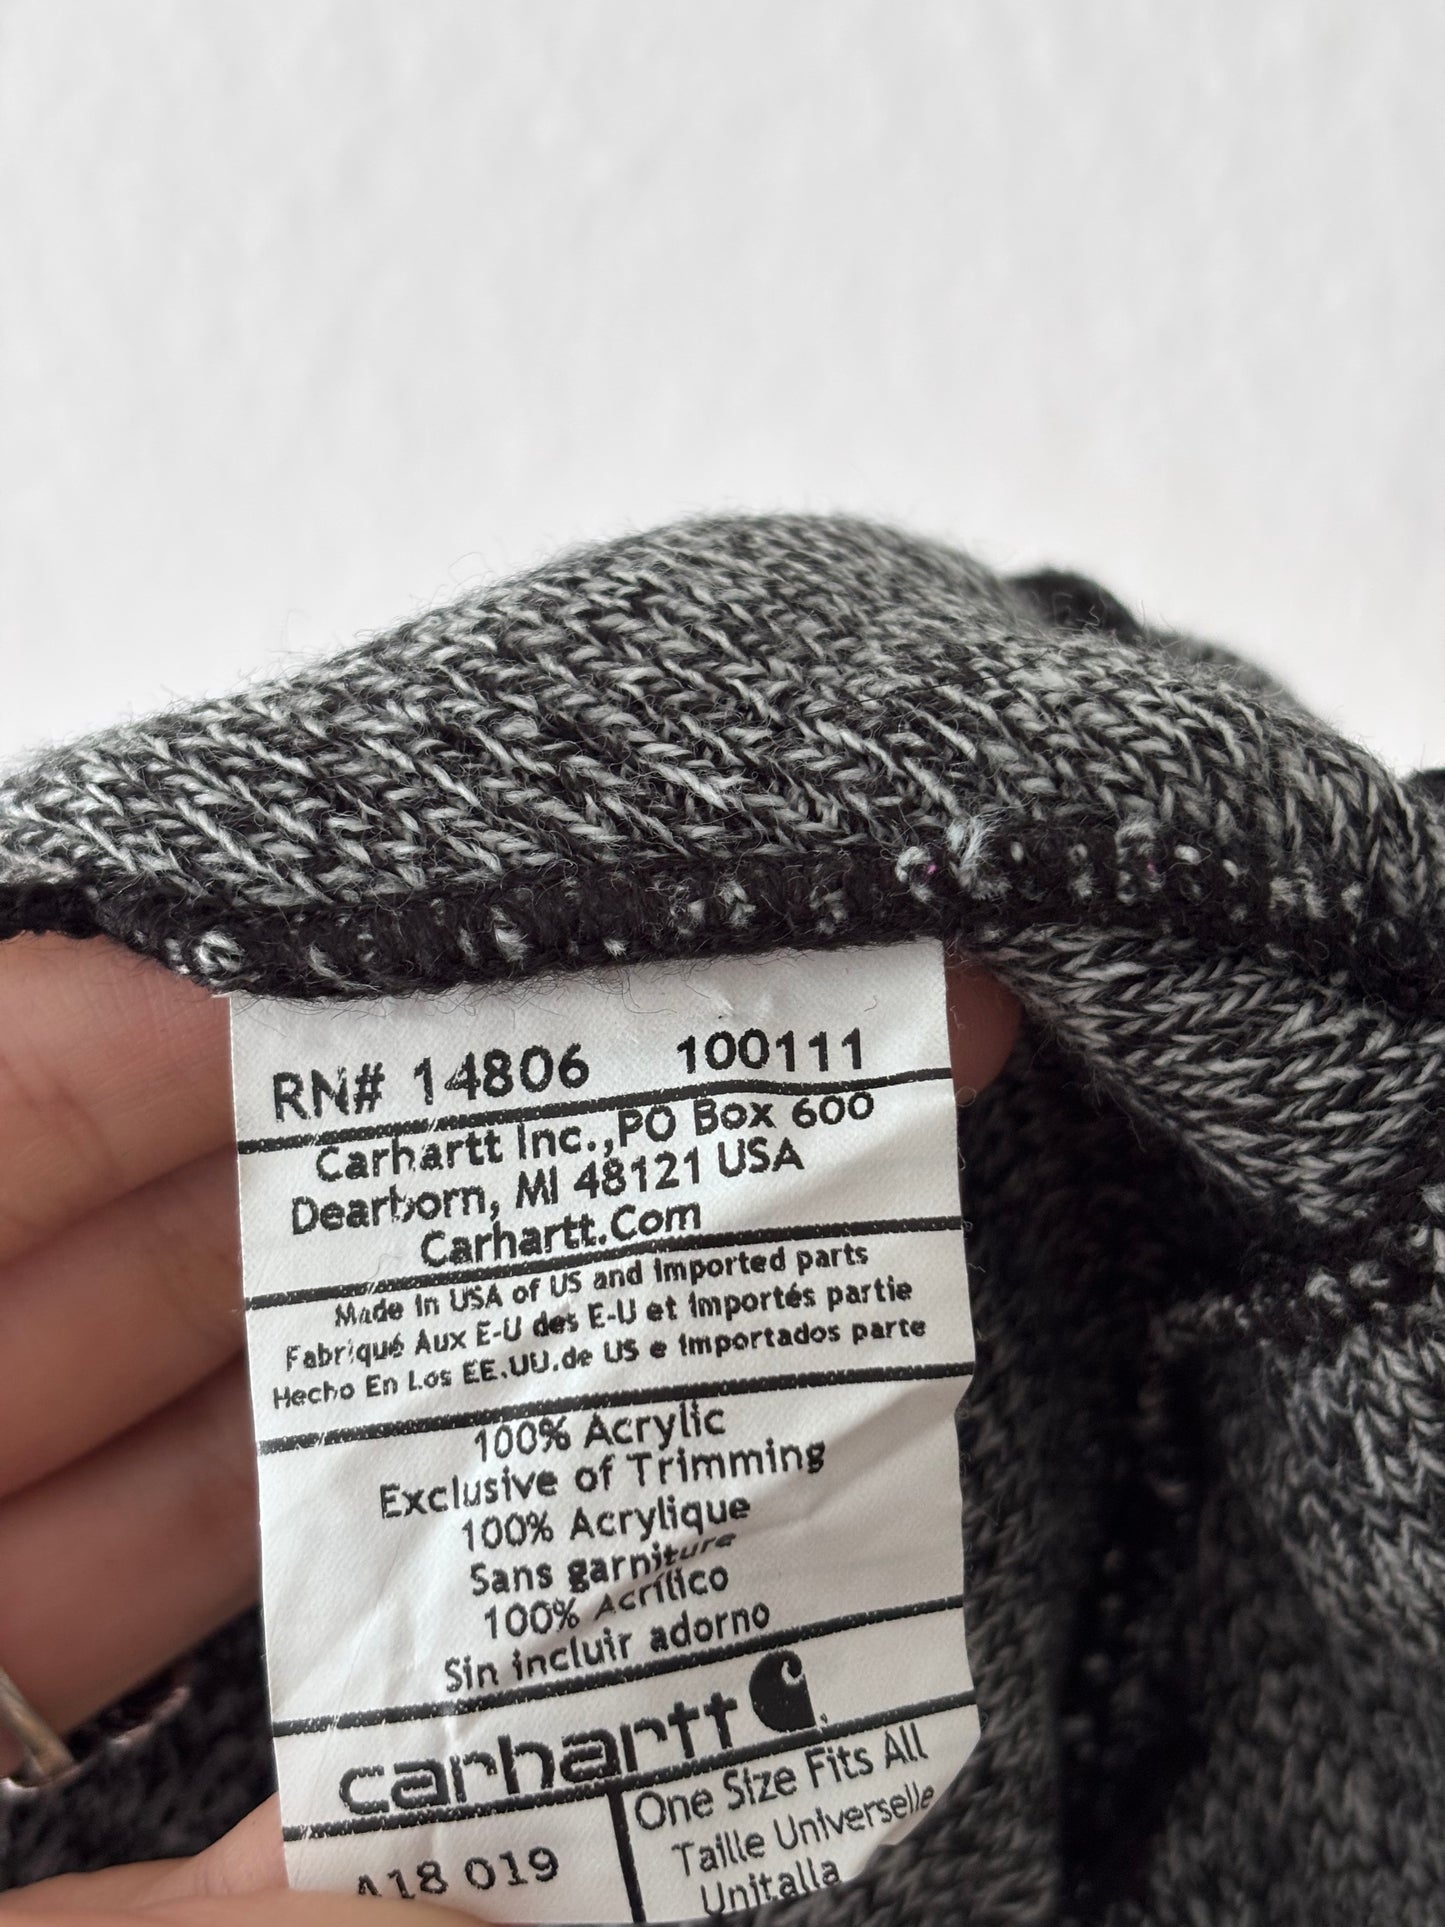 RN# 14806 100111
Carhartt Inc.,PO Box 600
Dearborn, MI 48121 USA
Carhartt.Com
Made In USA of US and Imported parts
Fabriqué Aux E-U des E-U et Importés partie
Hecho En Los EE.UU.de US e Importados parte
100% Acrylic
Exclusive of Trimming
100% Acrylique
Sans garniture
100% Acrílico
Sin incluir adorno
carhartt
One Size Fits All
Taille Universelle
A18 019
Unitalla